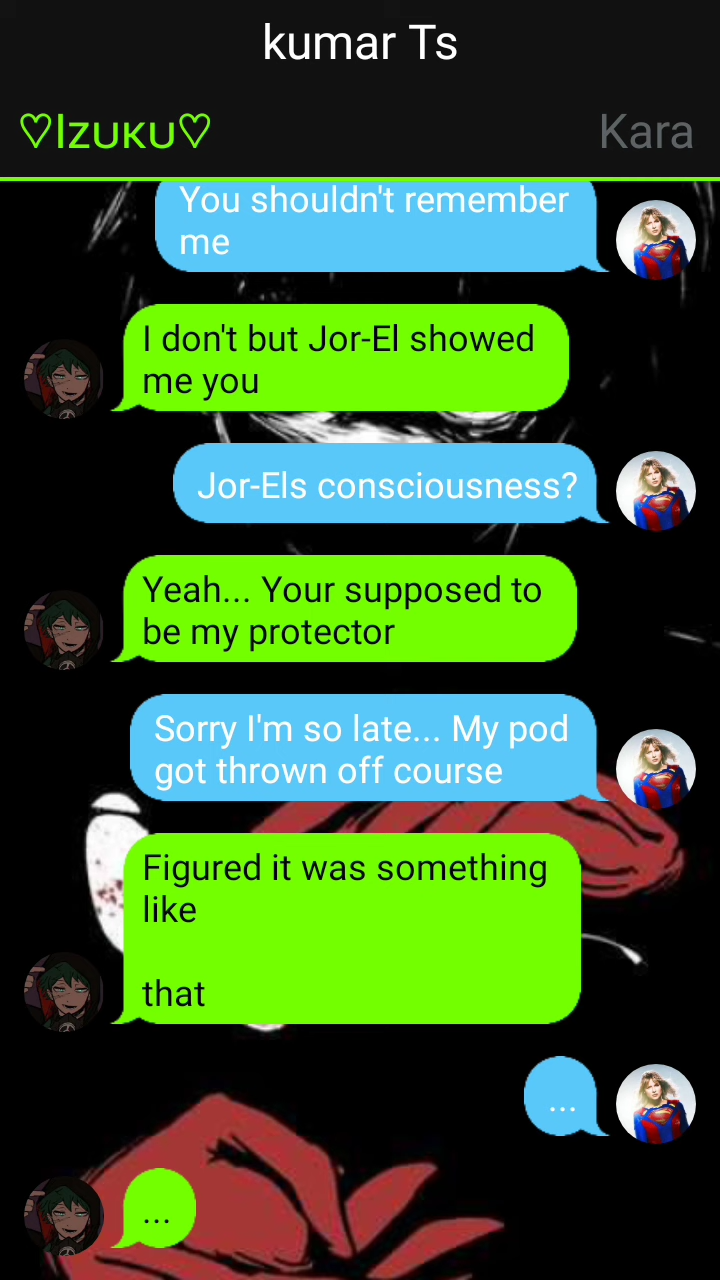 kumar Ts
♡Izuku♡
Kara
You shouldn't remember
me
I don't but Jor-El showed
me you
Jor-Els consciousness?
Yeah... Your supposed to
be my protector
Sorry I'm so late... My pod
got thrown off course
Figured it was something
like
that
...
...